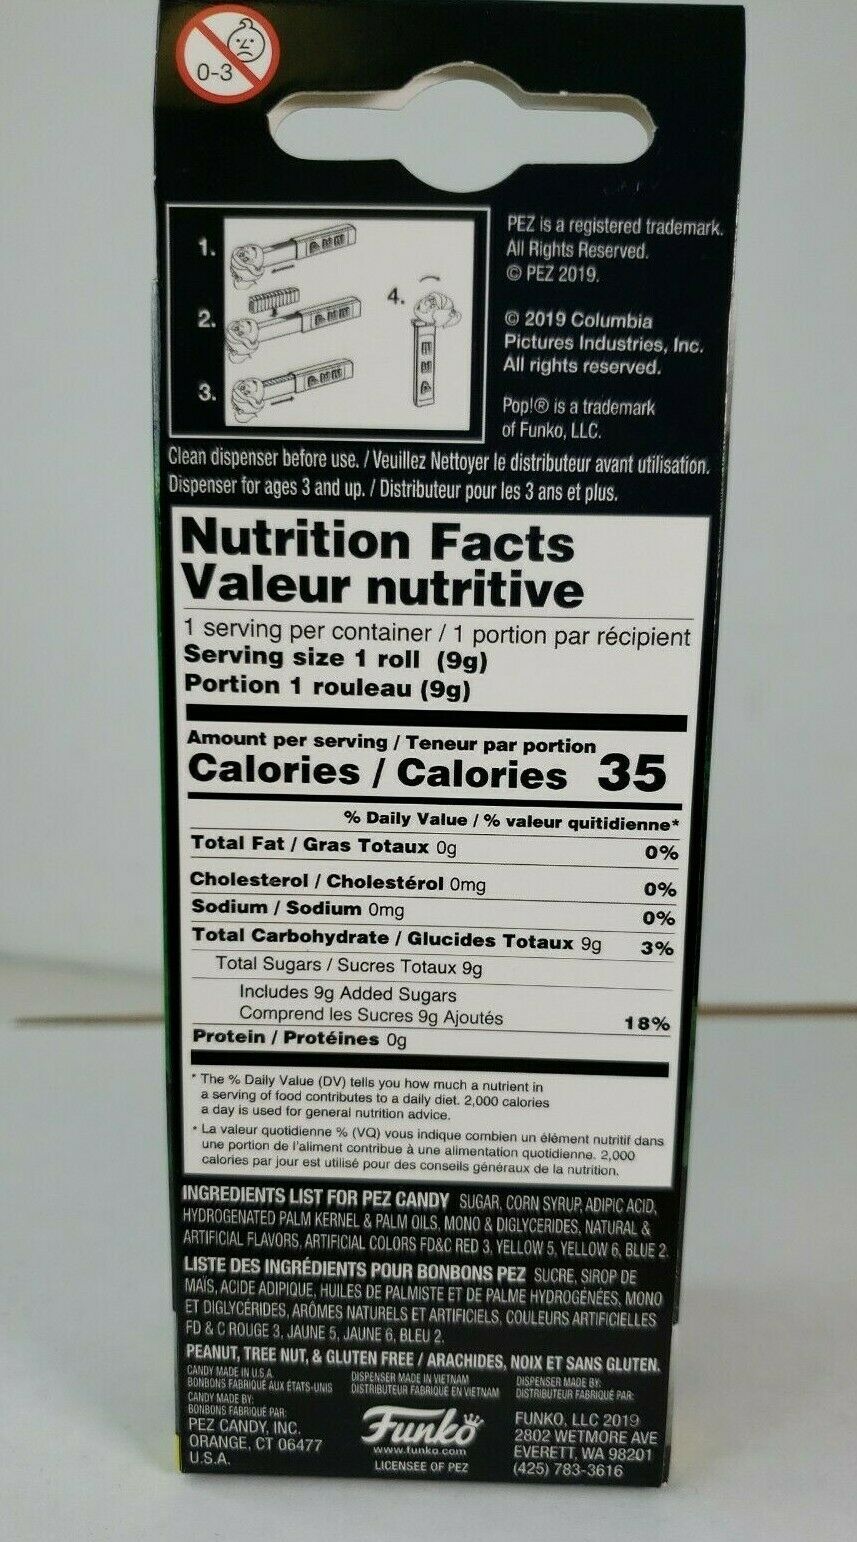 0-3
1.
2.
3.
4.
PEZ is a registered trademark.
All Rights Reserved.
© PEZ 2019.
© 2019 Columbia
Pictures Industries, Inc.
All rights reserved.
Pop!® is a trademark
of Funko, LLC.
Clean dispenser before use. / Veuillez Nettoyer le distributeur avant utilisation.
Dispenser for ages 3 and up. / Distributeur pour les 3 ans et plus.
Nutrition Facts
Valeur nutritive
1 serving per container / 1 portion par récipient
Serving size 1 roll (9g)
Portion 1 rouleau (9g)
Amount per serving / Teneur par portion
Calories / Calories 35
% Daily Value / % valeur quitidienne*
Total Fat / Gras Totaux 0g 0%
Cholesterol / Cholestérol 0mg 0%
Sodium / Sodium 0mg 0%
Total Carbohydrate / Glucides Totaux 9g 3%
Total Sugars / Sucres Totaux 9g
Includes 9g Added Sugars
Comprend les Sucres 9g Ajoutés 18%
Protein / Protéines 0g
* The % Daily Value (DV) tells you how much a nutrient in
a serving of food contributes to a daily diet. 2,000 calories
a day is used for general nutrition advice.
* La valeur quotidienne % (VQ) vous indique combien un élément nutritif dans
une portion de l'aliment contribue à une alimentation quotidienne. 2,000
calories par jour est utilisé pour des conseils généraux de la nutrition.
INGREDIENTS LIST FOR PEZ CANDY SUGAR, CORN SYRUP, ADIPIC ACID,
HYDROGENATED PALM KERNEL & PALM OILS, MONO & DIGLYCERIDES, NATURAL &
ARTIFICIAL FLAVORS, ARTIFICIAL COLORS FD&C RED 3, YELLOW 5, YELLOW 6, BLUE 2.
LISTE DES INGRÉDIENTS POUR BONBONS PEZ SUCRE, SIROP DE
MAÏS, ACIDE ADIPIQUE, HUILES DE PALMISTE ET DE PALME HYDROGÉNÉES, MONO
ET DIGLYCÉRIDES, ARÔMES NATURELS ET ARTIFICIELS, COULEURS ARTIFICIELLES
FD & C ROUGE 3, JAUNE 5, JAUNE 6, BLEU 2.
PEANUT, TREE NUT, & GLUTEN FREE / ARACHIDES, NOIX ET SANS GLUTEN.
CANDY MADE IN U.S.A.
BONBONS FABRIQUÉ AUX ÉTATS-UNIS
CANDY MADE BY:
BONBONS FABRIQUÉ PAR:
PEZ CANDY, INC.
ORANGE, CT 06477
U.S.A.
DISPENSER MADE IN VIETNAM
DISTRIBUTEUR FABRIQUÉ EN VIETNAM
Funko
www.funko.com
LICENSEE OF PEZ
DISPENSER MADE BY:
DISTRIBUTEUR FABRIQUÉ PAR:
FUNKO, LLC 2019
2802 WETMORE AVE
EVERETT, WA 98201
(425) 783-3616